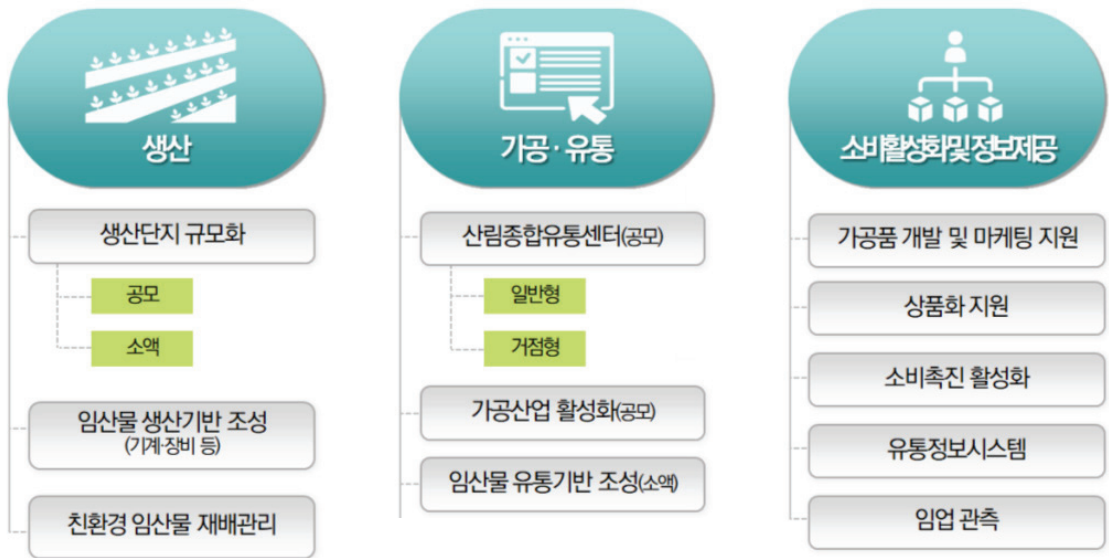 생산
생산단지 규모화
공모
소액
임산물 생산기반 조성
(기계·장비 등)
친환경 임산물 재배관리
가공·유통
산림종합유통센터(공모)
일반형
거점형
가공산업 활성화(공모)
임산물 유통기반 조성(소액)
소비활성화및정보제공
가공품 개발 및 마케팅 지원
상품화 지원
소비촉진 활성화
유통정보시스템
임업 관측